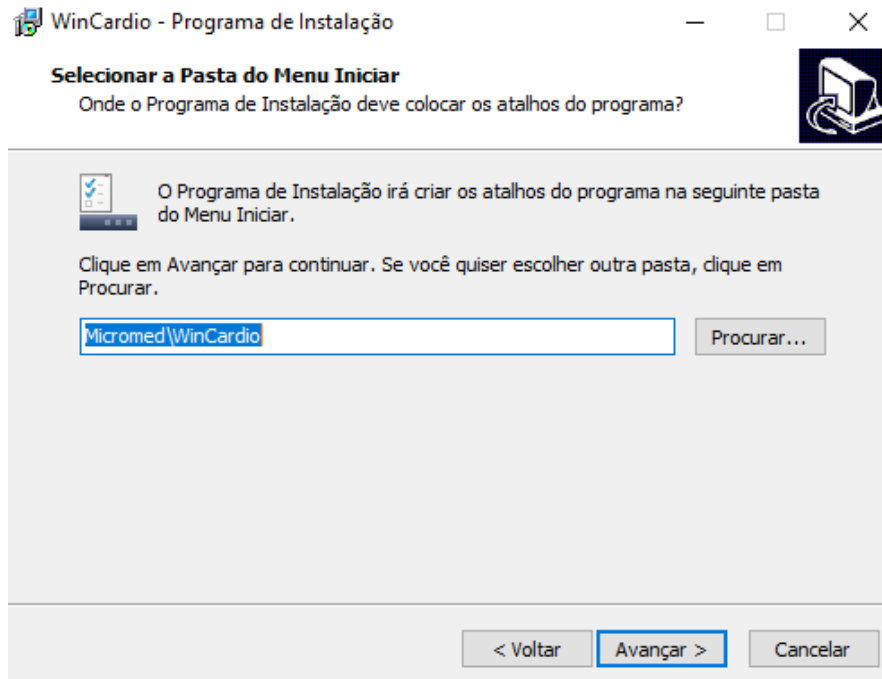 WinCardio - Programa de Instalação
Selecionar a Pasta do Menu Iniciar
Onde o Programa de Instalação deve colocar os atalhos do programa?
O Programa de Instalação irá criar os atalhos do programa na seguinte pasta
do Menu Iniciar.
Clique em Avançar para continuar. Se você quiser escolher outra pasta, clique em
Procurar.
Micromed\WinCardio
Procurar...
< Voltar
Avançar >
Cancelar